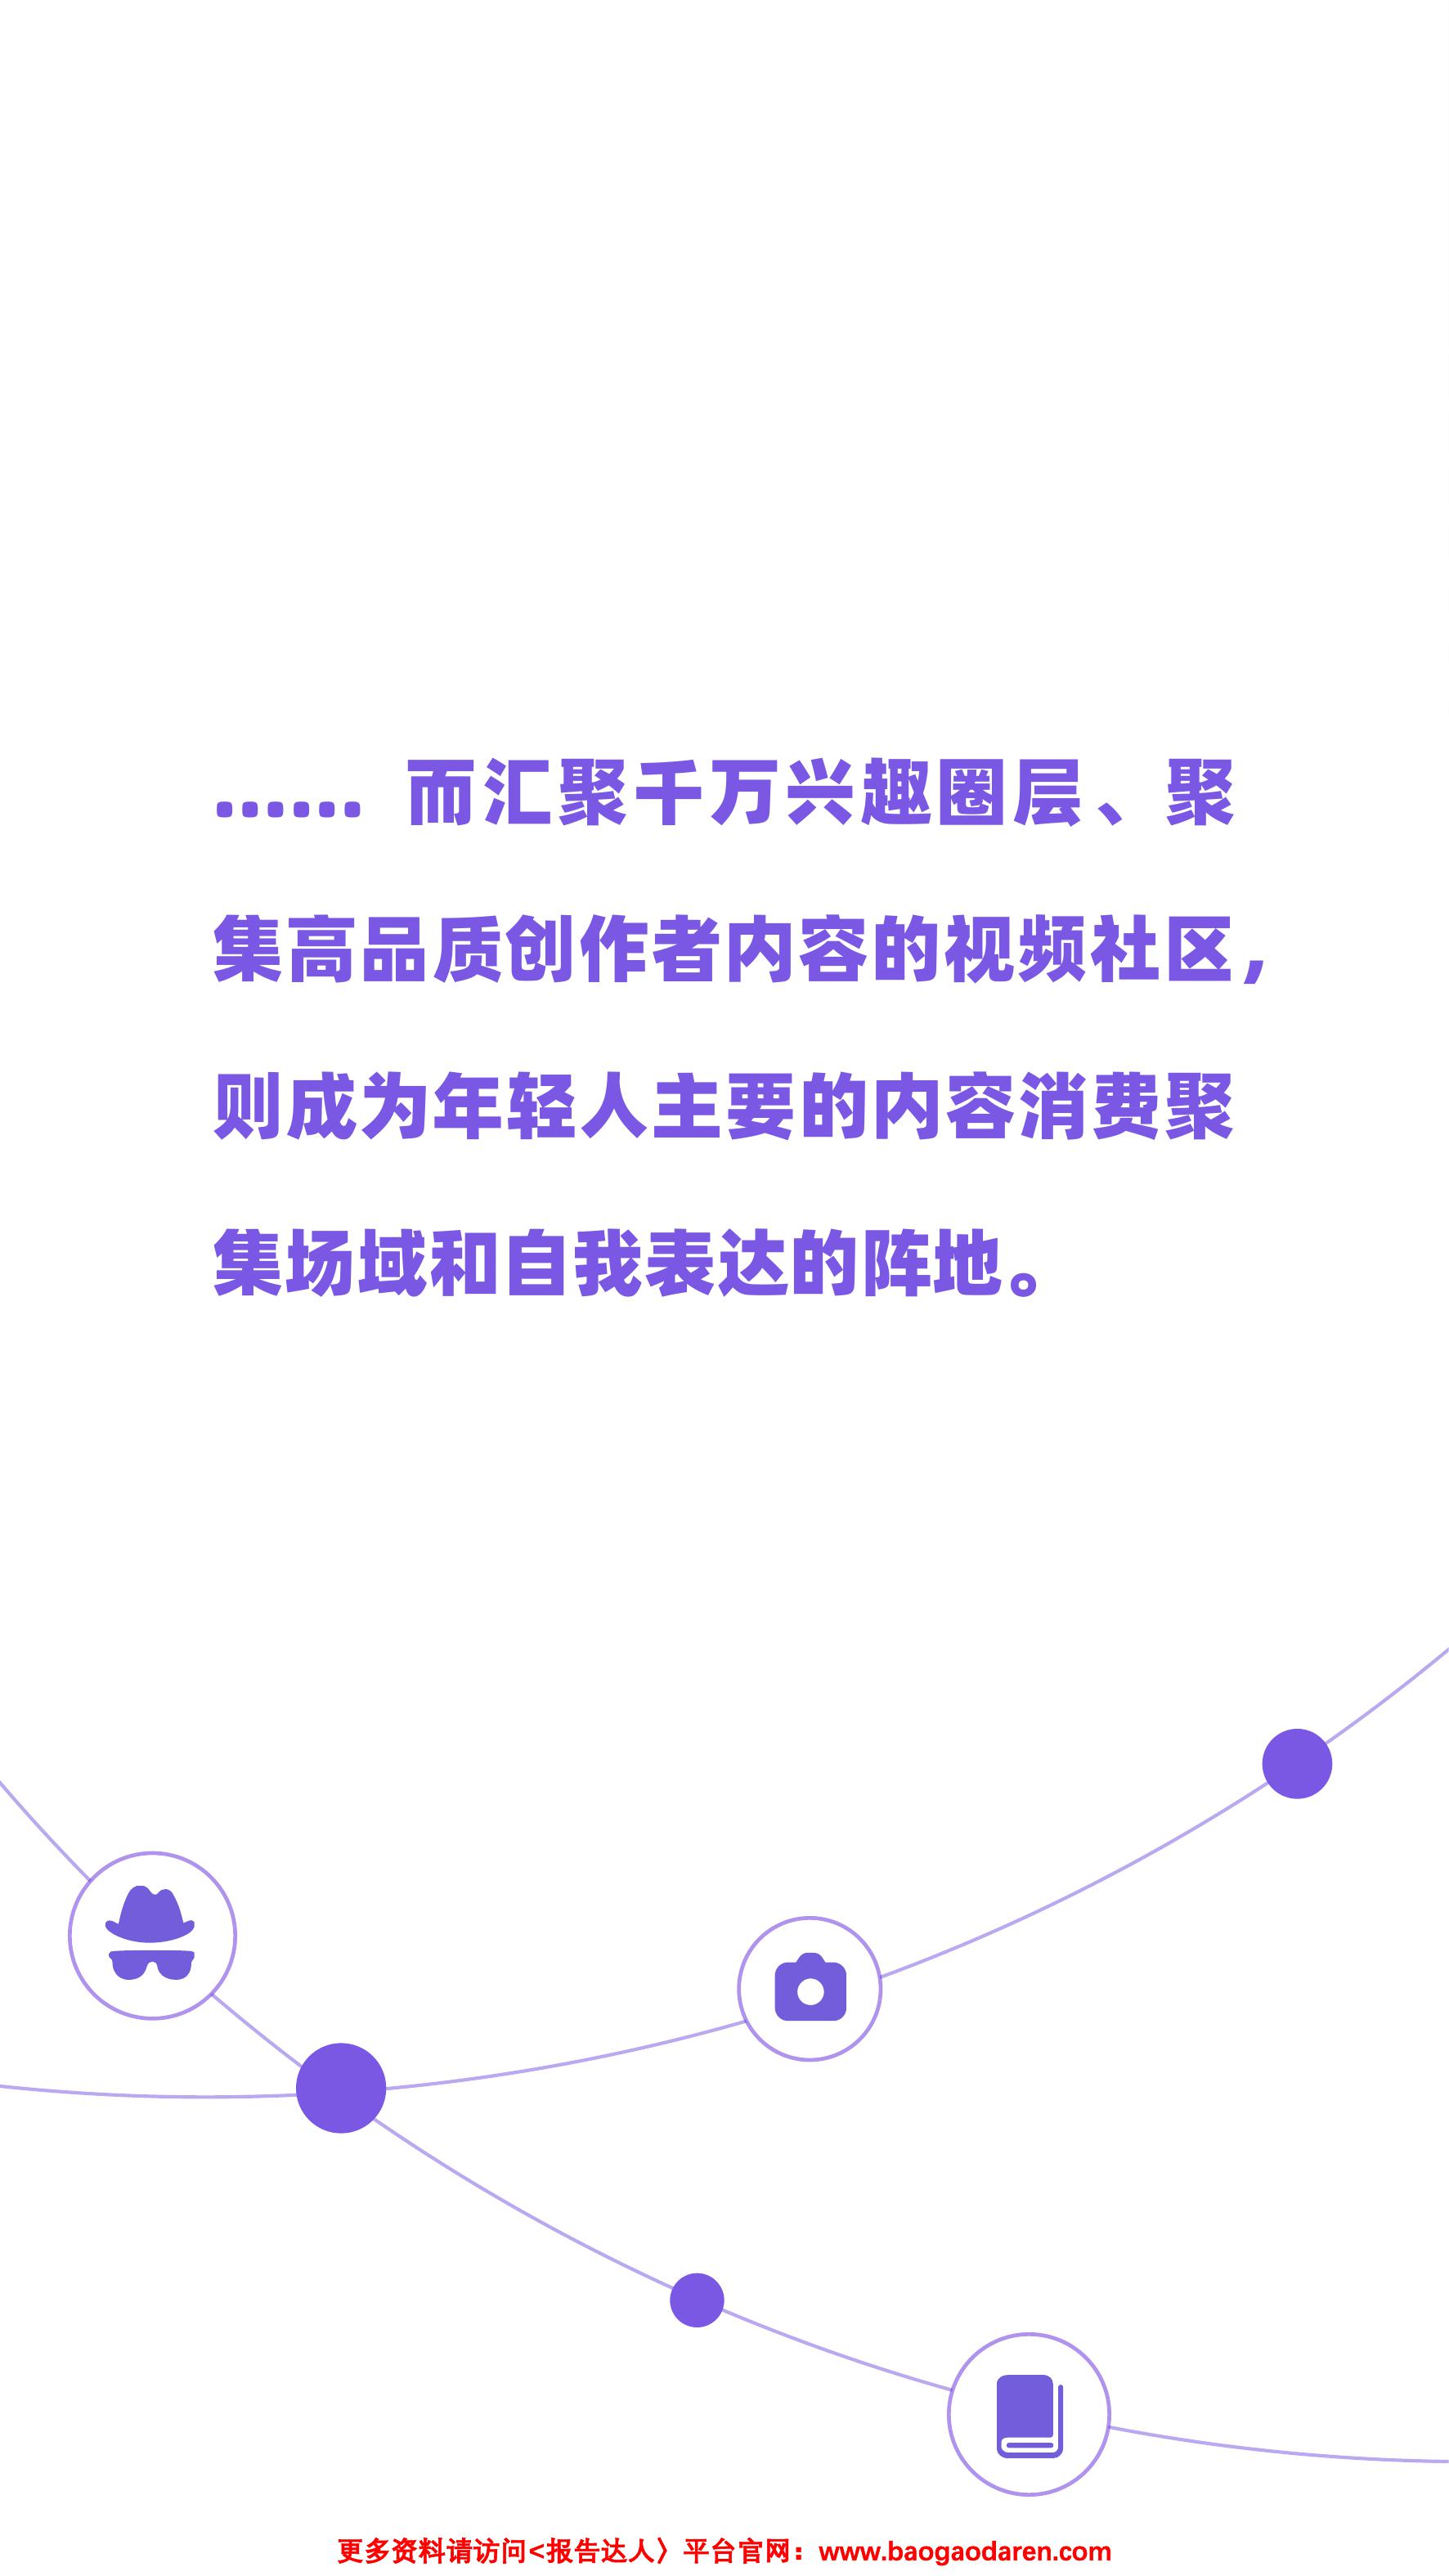 …… 而汇聚千万兴趣圈层、聚
集高品质创作者内容的视频社区，
则成为年轻人主要的内容消费聚
集场域和自我表达的阵地。
更多资料请访问<报告达人〉平台官网：www.baogaodaren.com